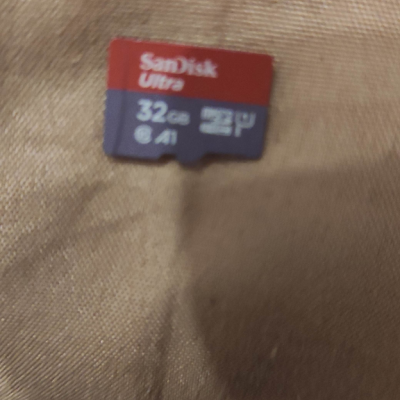 SanDisk
Ultra
32GB
A1